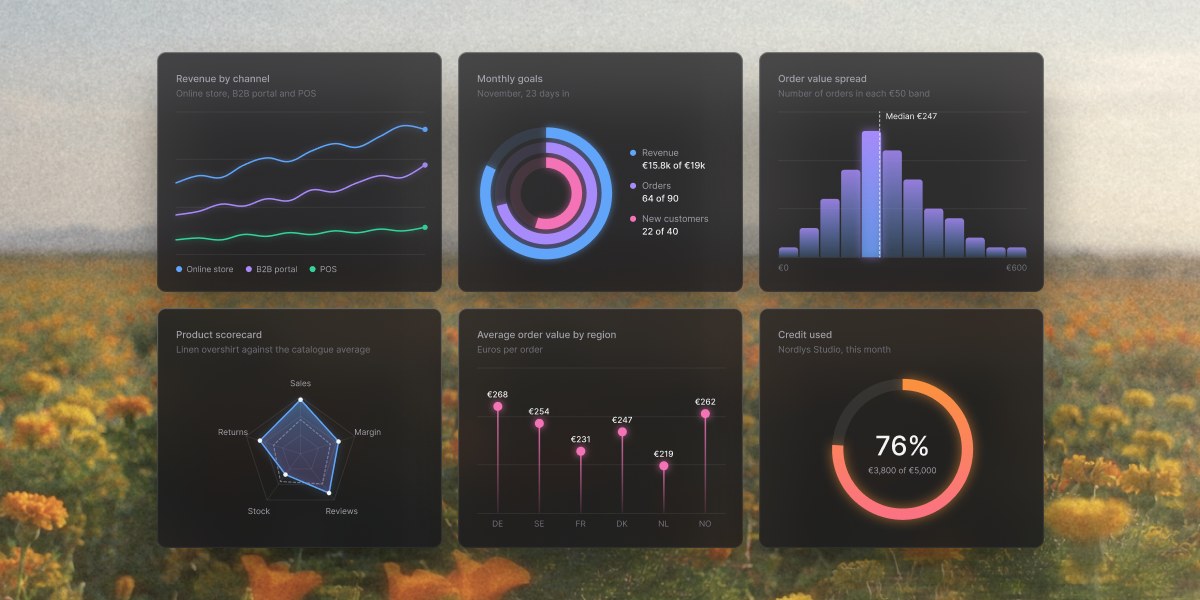 Revenue by channel
Online store, B2B portal and POS
Online store
B2B portal
POS
Monthly goals
November, 23 days in
Revenue
€15.8k of €19k
Orders
64 of 90
New customers
22 of 40
Order value spread
Number of orders in each €50 band
Median €247
€0
€600
Product scorecard
Linen overshirt against the catalogue average
Sales
Returns
Margin
Stock
Reviews
Average order value by region
Euros per order
€268
€254
€231
€247
€219
€262
DE
SE
FR
DK
NL
NO
Credit used
Nordlys Studio, this month
76%
€3,800 of €5,000